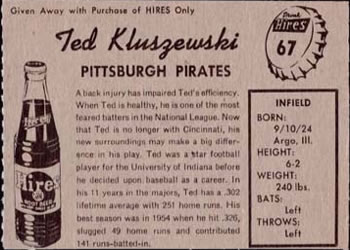 Given Away with Purchase of HIRES Only
Ted Kluszewski
PITTSBURGH PIRATES
Drink
Hires
67
A back injury has impaired Ted's efficiency.
When Ted is healthy, he is one of the most
feared batters in the National League. Now
that Ted is no longer with Cincinnati, his
new surroundings may make a big differ-
ence in his play. Ted was a star football
player for the University of Indiana before
he decided upon baseball as a career. In
his 11 years in the majors, Ted has a .302
lifetime average with 251 home runs. His
best season was in 1954 when he hit .326,
slugged 49 home runs and contributed
141 runs-batted-in.
INFIELD
BORN:
9/10/24
Argo, Ill.
HEIGHT:
6-2
WEIGHT:
240 lbs.
BATS:
Left
THROWS:
Left
Hires
ROOT BEER